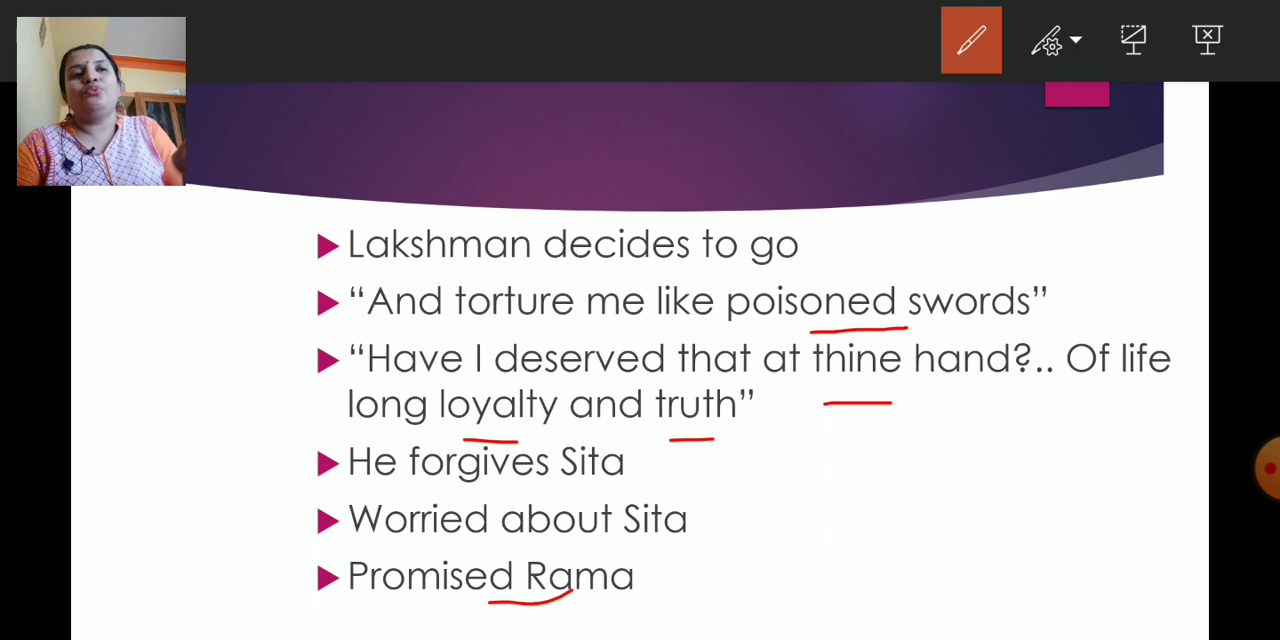 Lakshman decides to go
“And torture me like poisoned swords”
“Have I deserved that at thine hand?.. Of life
long loyalty and truth”
He forgives Sita
Worried about Sita
Promised Rama